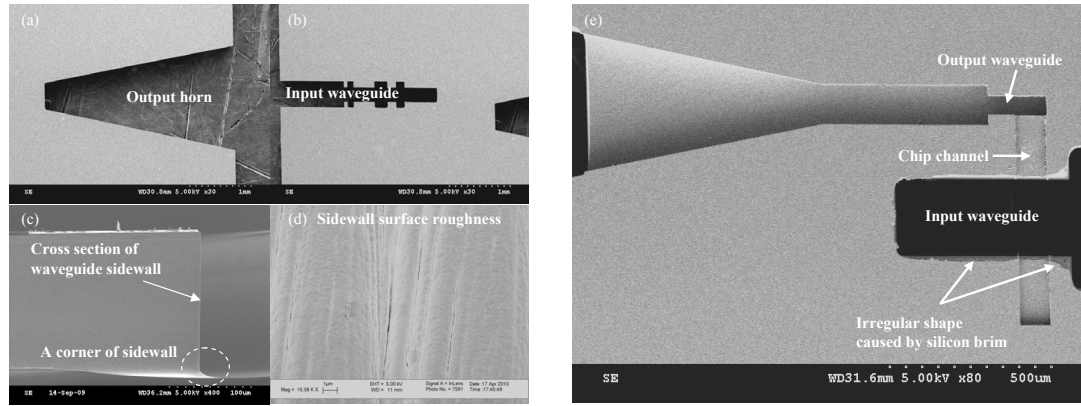 (a)
Output horn
SE WD30.8mm 5.00kV x30 1mm
(b)
Input waveguide
SE WD30.8mm 5.00kV x30 1mm
(c)
Cross section of
waveguide sidewall
A corner of sidewall
SE 14-Sep-09 WD36.2mm 5.00kV x400 100um
(d)
Sidewall surface roughness
1µm
Mag = 15.38 K X
EHT = 5.00 kV
WD = 11 mm
Signal A = InLens
Photo No. = 7581
Date :17 Apr 2010
Time :17:45:49
(e)
Output waveguide
Chip channel
Input waveguide
Irregular shape
caused by silicon brim
SE WD31.6mm 5.00kV x80 500um